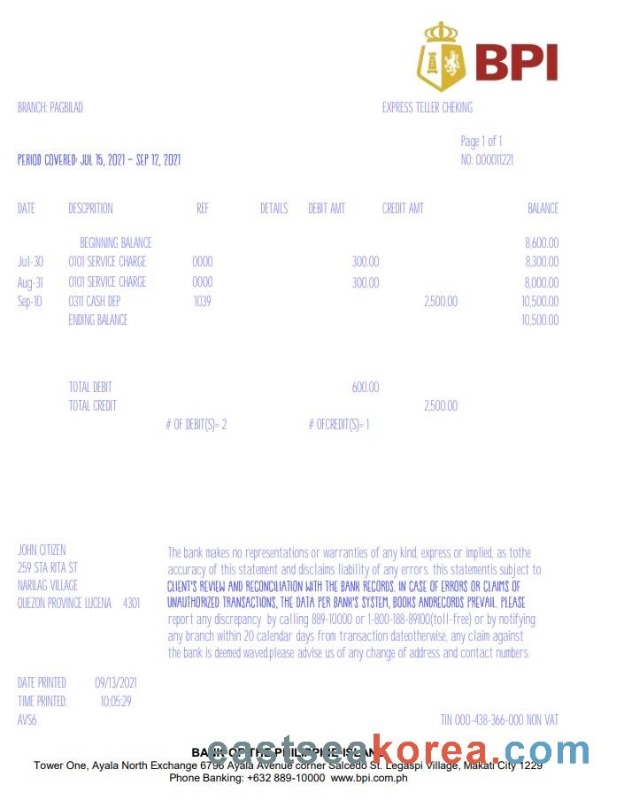 BPI
BRANCH: PAGBILAO
EXPRESS TELLER CHEKING
Page 1 of 1
PERIOD COVERED: JUL 15, 2021 - SEP 12, 2021
NO: 000011221
DATE DESCPRITION REF DETAILS DEBIT AMT CREDIT AMT BALANCE
BEGINNING BALANCE 8,600.00
Jul-30 0101 SERVICE CHARGE 0000 300.00 8,300.00
Aug-31 0101 SERVICE CHARGE 0000 300.00 8,000.00
Sep-10 0311 CASH DEP 1039 2,500.00 10,500.00
ENDING BALANCE 10,500.00
TOTAL DEBIT 600.00
TOTAL CREDIT 2,500.00
# OF DEBIT(S)= 2 # OFCREDIT(S)= 1
JOHN CITIZEN
259 STA RITA ST
NARILAG VILLAGE
QUEZON PROVINCE LUCENA 4301
The bank makes no representations or warranties of any kind, express or implied, as tothe
accuracy of this statement and disclaims liability of any errors. this statementis subject to
CLIENT'S REVIEW AND RECONCILIATION WITH THE BANK RECORDS. IN CASE OF ERRORS OR CLAIMS OF
UNAUTHORIZED TRANSACTIONS, THE DATA PER BANK'S SYSTEM, BOOKS ANDRECORDS PREVAIL. PLEASE
report any discrepancy by calling 889-10000 or 1-800-188-89100(toll-free) or by notifying
any branch within 20 calendar days from transaction dateotherwise, any claim against
the bank is deemed waved.please advise us of any change of address and contact numbers.
DATE PRINTED 09/13/2021
TIME PRINTED: 10:05:29
AVS6
TIN 000-438-366-000 NON VAT
BANK OF THE PHILIPPINE ISLAND
eastseakorea.com
Tower One, Ayala North Exchange 6796 Ayala Avenue corner Salcedo St. Legaspi Village, Makati City 1229
Phone Banking: +632 889-10000 www.bpi.com.ph